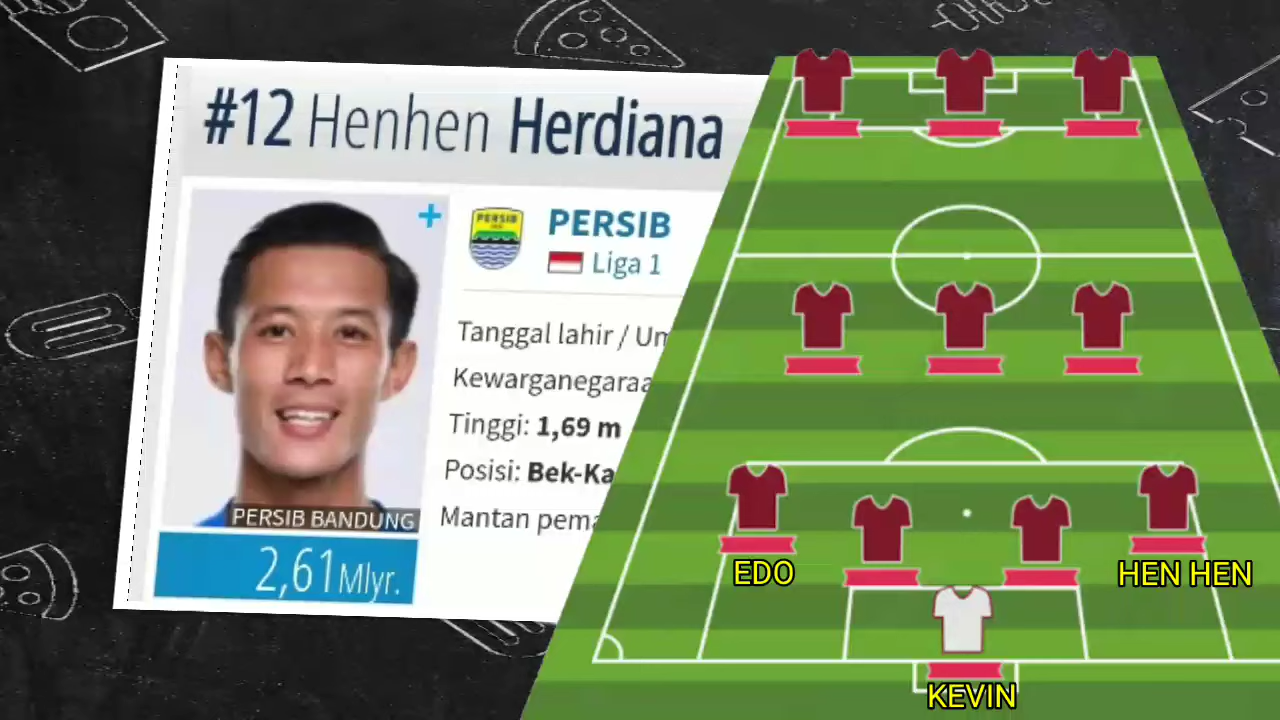 #12 Henhen Herdiana
PERSIB
PERSIB
Liga 1
Tanggal lahir / Um
Kewarganegaraa
Tinggi: 1,69 m
Posisi: Bek-Ka
Mantan pema
PERSIB BANDUNG
2,61 Mlyr.
EDO
HEN HEN
KEVIN